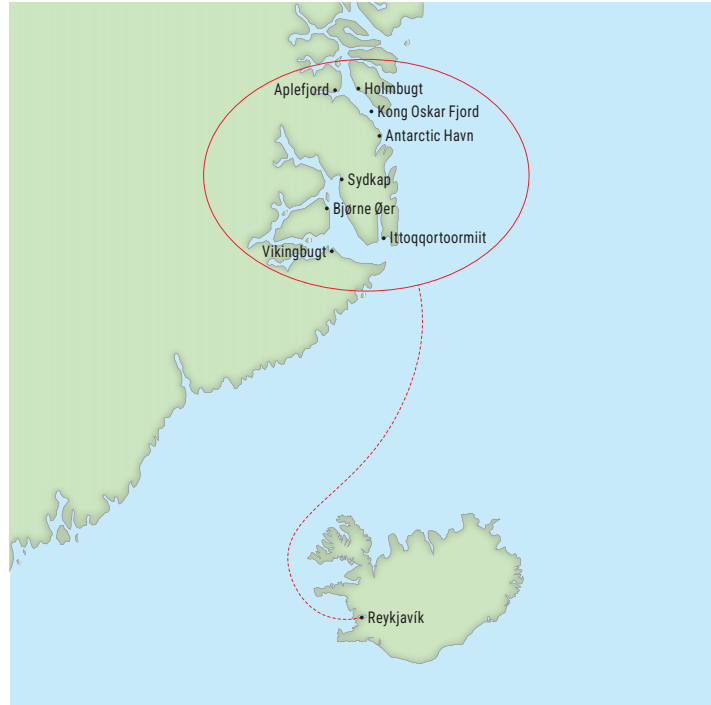 Aplefjord
Holmbugt
Kong Oskar Fjord
Antarctic Havn
Sydkap
Bjørne Øer
Ittoqqortoormiit
Vikingbugt
Reykjavík